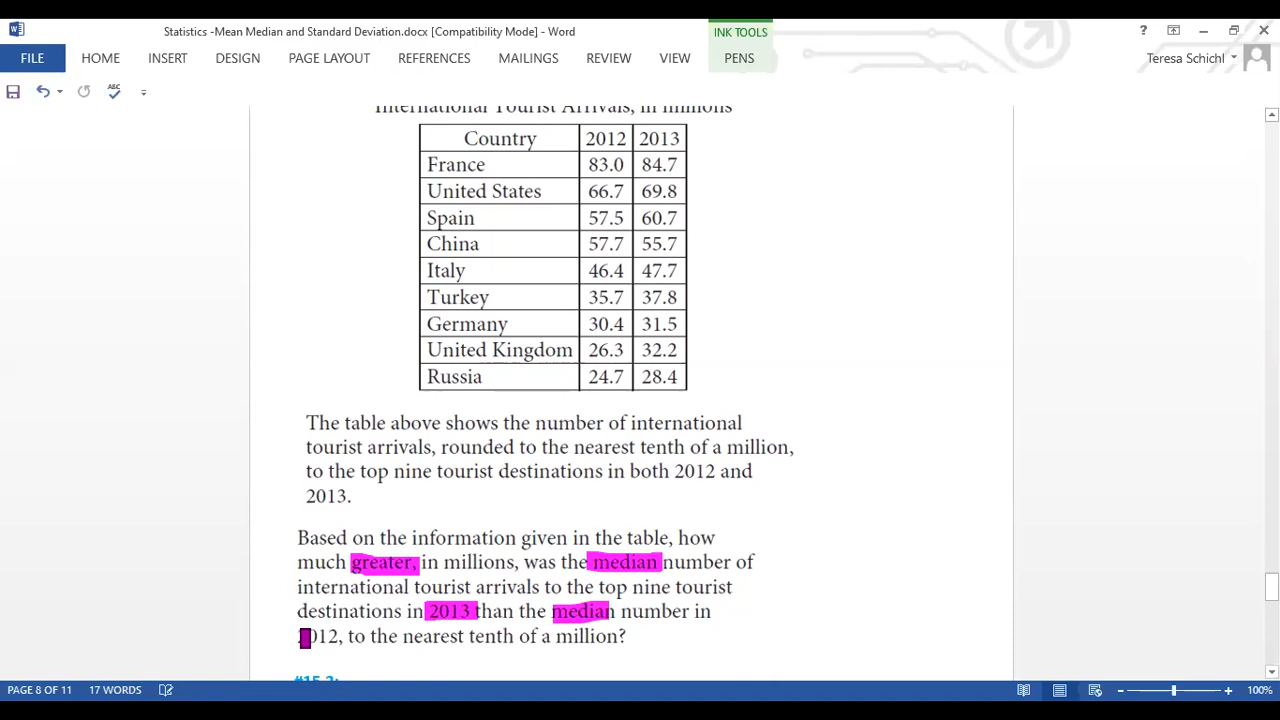 Statistics -Mean Median and Standard Deviation.docx [Compatibility Mode] - Word
INK TOOLS
?
FILE HOME INSERT DESIGN PAGE LAYOUT REFERENCES MAILINGS REVIEW VIEW PENS
Teresa Schichl
ABC
International Tourist Arrivals, in millions
Country 2012 2013
France 83.0 84.7
United States 66.7 69.8
Spain 57.5 60.7
China 57.7 55.7
Italy 46.4 47.7
Turkey 35.7 37.8
Germany 30.4 31.5
United Kingdom 26.3 32.2
Russia 24.7 28.4
The table above shows the number of international
tourist arrivals, rounded to the nearest tenth of a million,
to the top nine tourist destinations in both 2012 and
2013.
Based on the information given in the table, how
much greater, in millions, was the median number of
international tourist arrivals to the top nine tourist
destinations in 2013 than the median number in
2012, to the nearest tenth of a million?
#15-2:
PAGE 8 OF 11 17 WORDS 100%